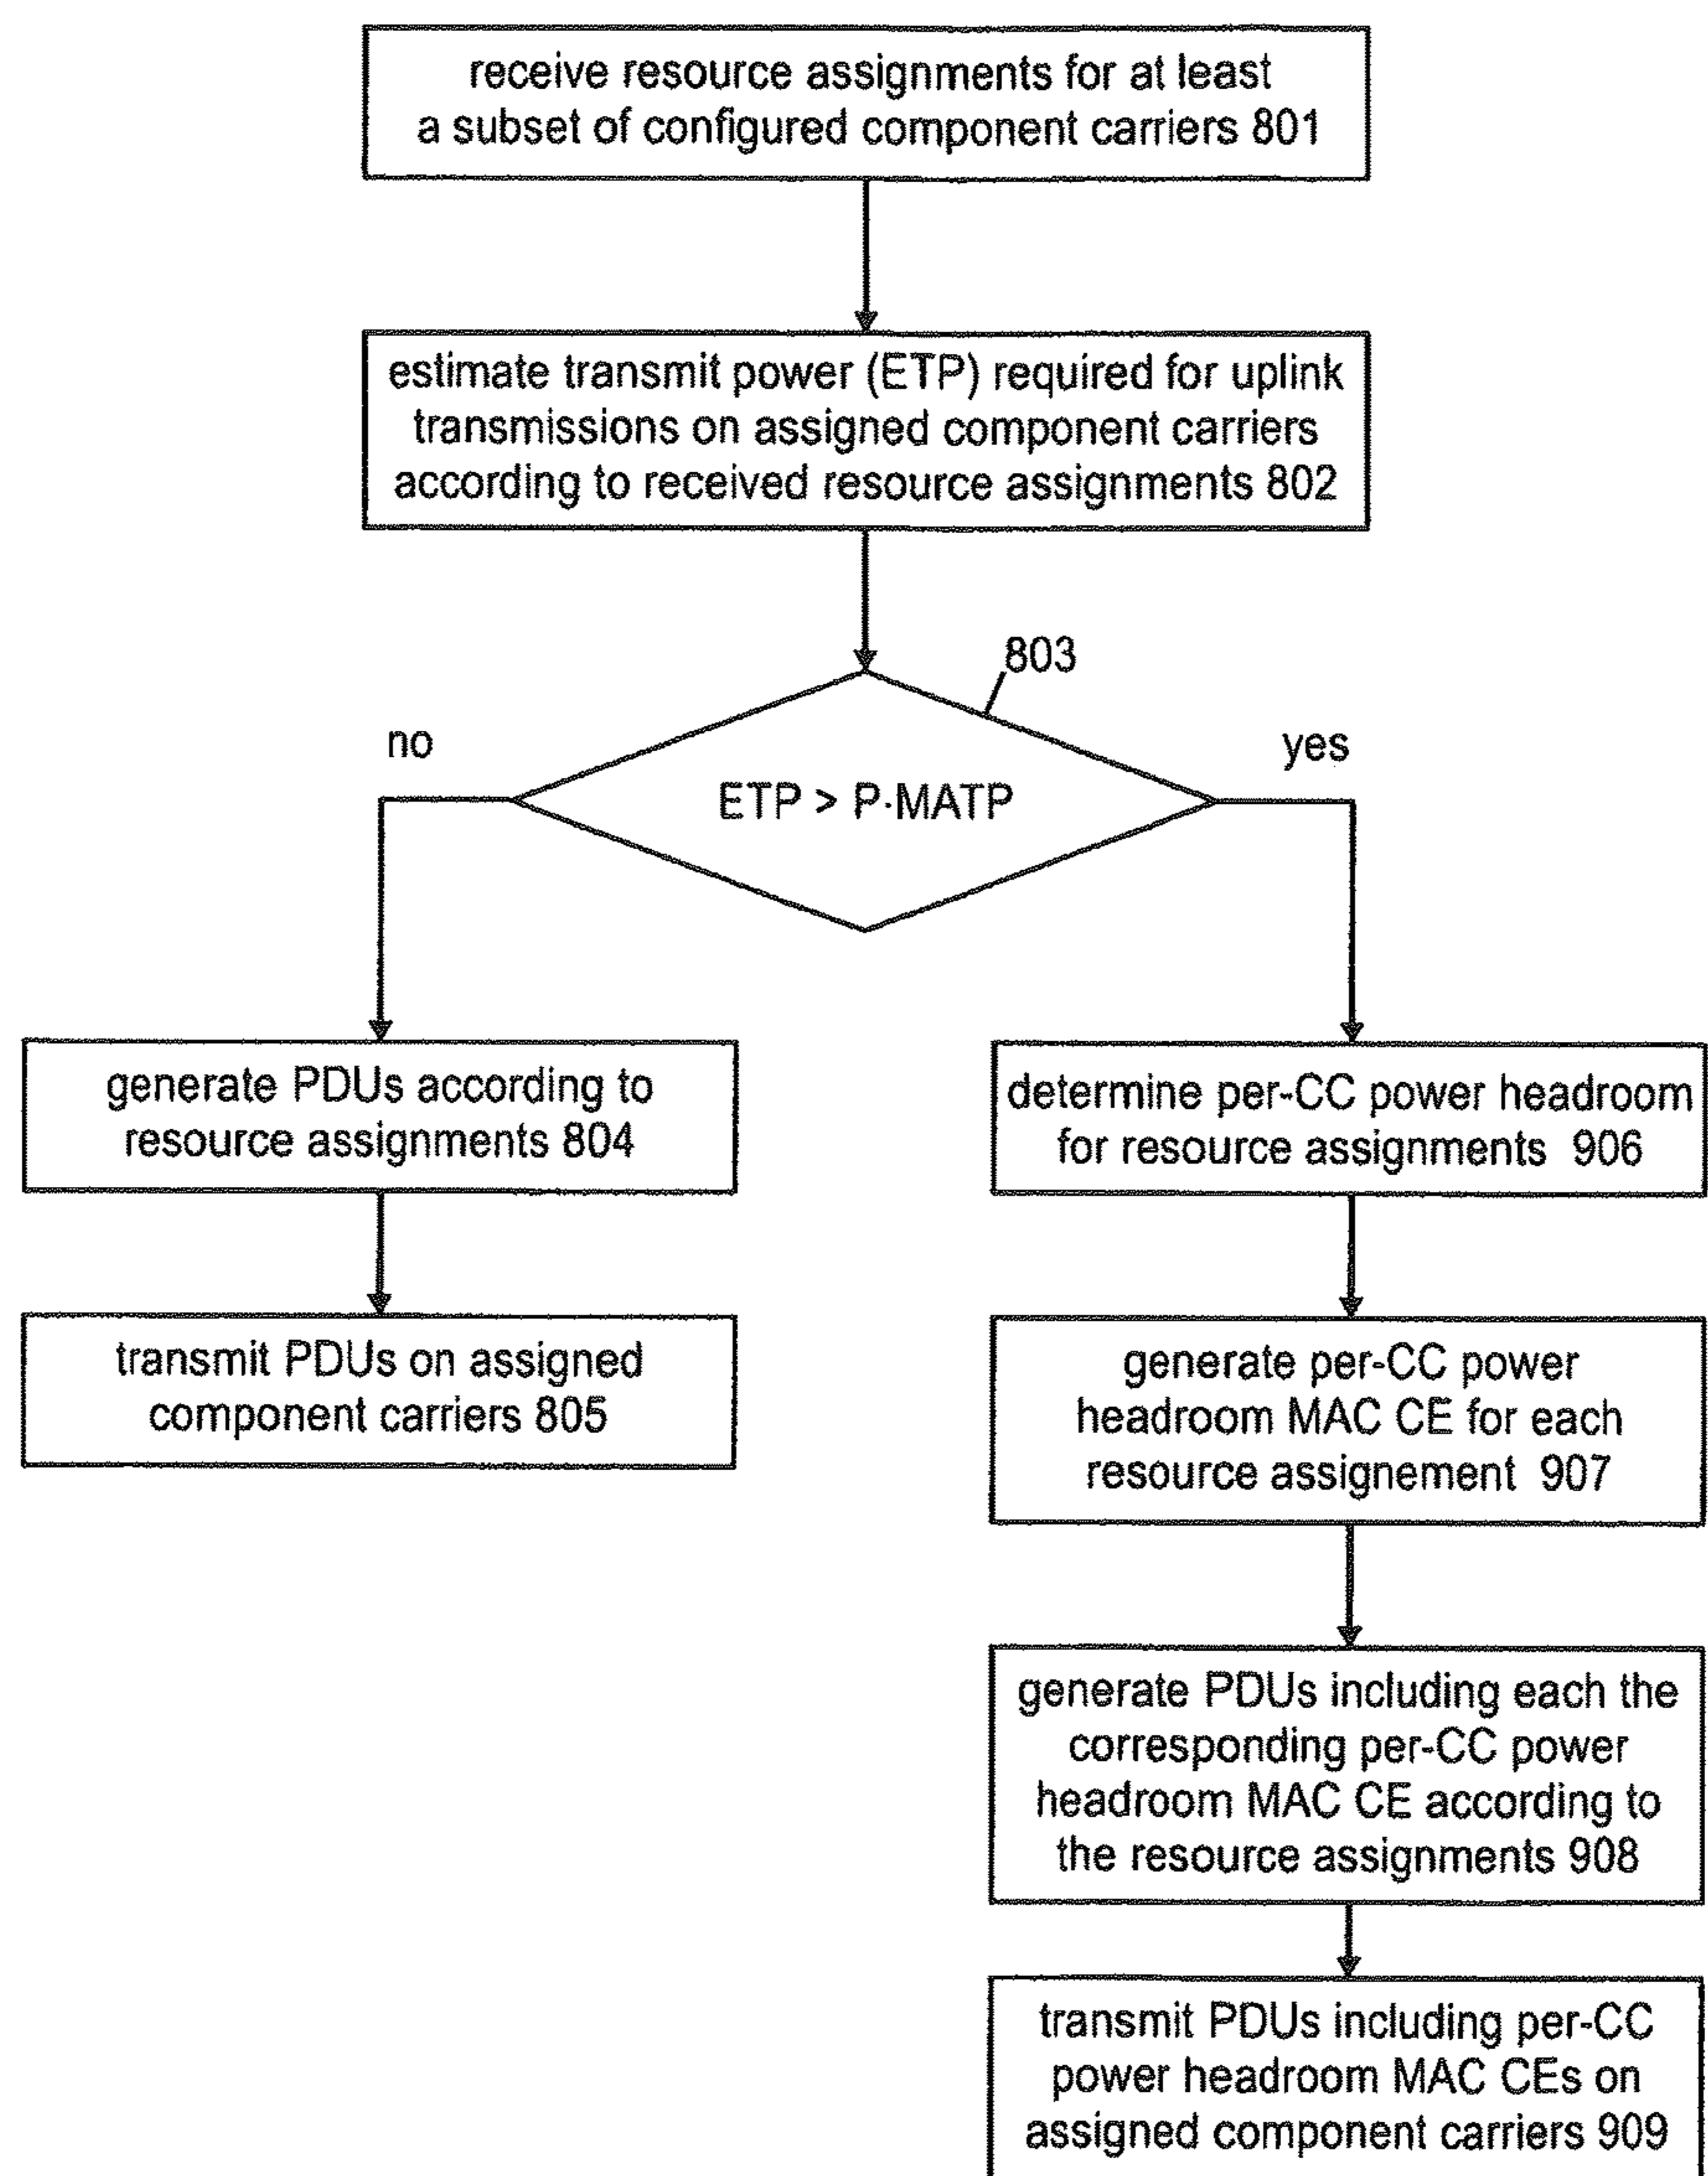 receive resource assignments for at least
a subset of configured component carriers 801
estimate transmit power (ETP) required for uplink
transmissions on assigned component carriers
according to received resource assignments 802
803
no
yes
ETP > P-MATP
generate PDUs according to
resource assignments 804
transmit PDUs on assigned
component carriers 805
determine per-CC power headroom
for resource assignments 906
generate per-CC power
headroom MAC CE for each
resource assignement 907
generate PDUs including each the
corresponding per-CC power
headroom MAC CE according to
the resource assignments 908
transmit PDUs including per-CC
power headroom MAC CEs on
assigned component carriers 909